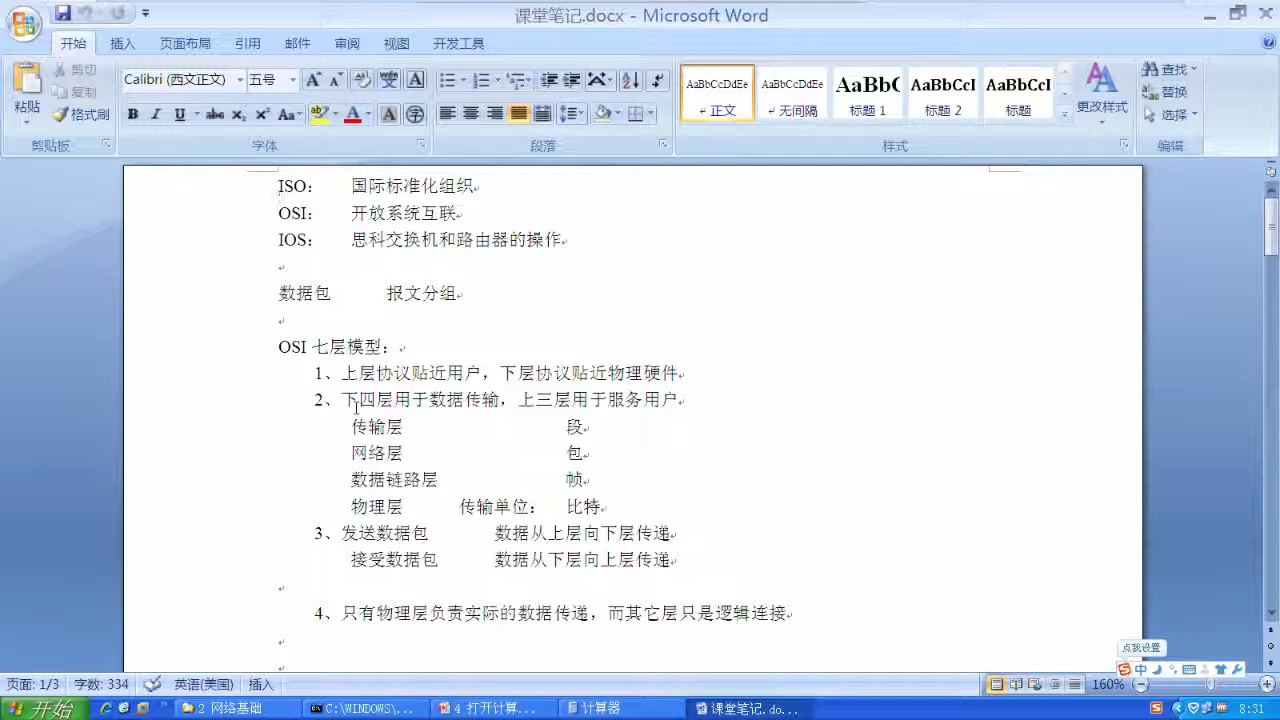 课堂笔记.docx - Microsoft Word
开始 插入 页面布局 引用 邮件 审阅 视图 开发工具
粘贴 剪切 复制 格式刷
Calibri (西文正文) 五号
AaBbCcDdEe AaBbCcDdEe AaBbC AaBbCcI AaBbCcI
正文 无间隔 标题 1 标题 2 标题
更改样式
查找
替换
选择
剪贴板 字体 段落 样式 编辑
ISO: 国际标准化组织
OSI: 开放系统互联
IOS: 思科交换机和路由器的操作
数据包 报文分组
OSI 七层模型:
1、上层协议贴近用户,下层协议贴近物理硬件
2、下四层用于数据传输,上三层用于服务用户
传输层 段
网络层 包
数据链路层 帧
物理层 传输单位: 比特
3、发送数据包 数据从上层向下层传递
接受数据包 数据从下层向上层传递
4、只有物理层负责实际的数据传递,而其它层只是逻辑连接
点我设置
中
页面: 1/3 字数: 334 英语(美国) 插入 160%
开始 2 网络基础 C:\WINDOWS\... 4 打开计算... 计算器 课堂笔记.do... 8:31